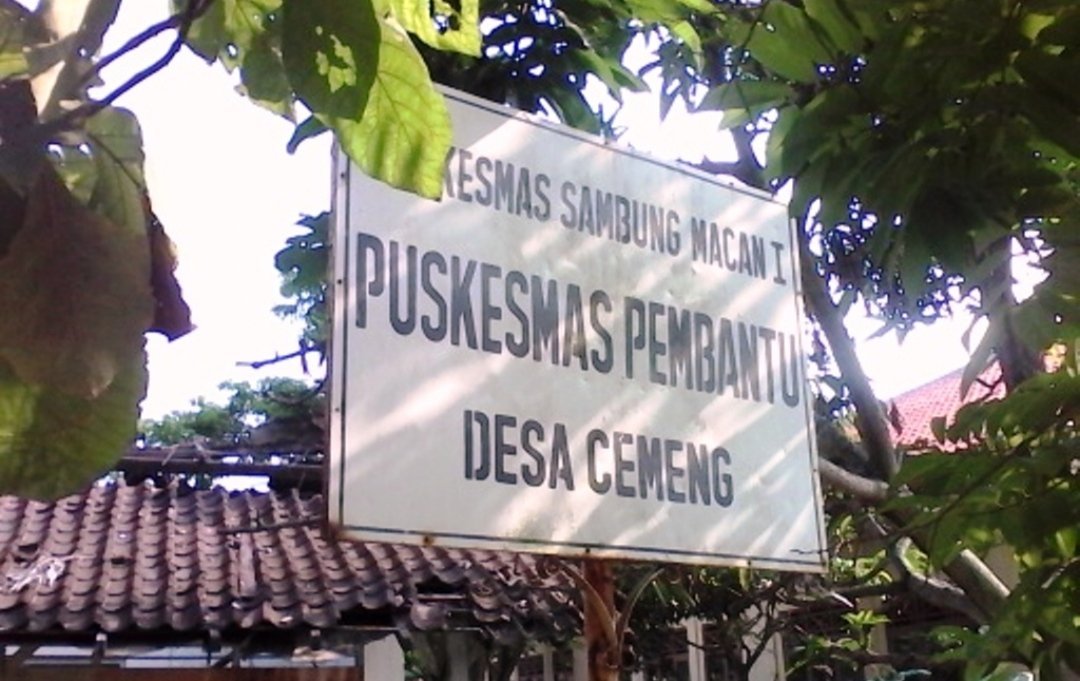 KESMAS SAMBUNG MACAN I
PUSKESMAS PEMBANTU
DESA CEMENG